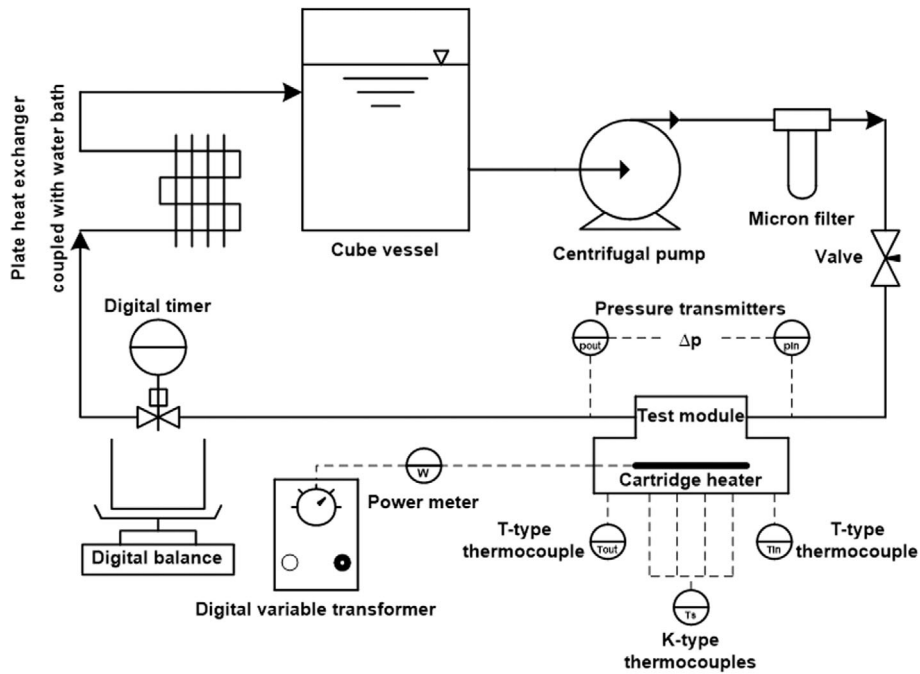 Plate heat exchanger
coupled with water bath
Cube vessel
Centrifugal pump
Micron filter
Valve
Digital timer
Pressure transmitters
pout
Δp
pin
Test module
Cartridge heater
W
Power meter
T-type
thermocouple
Tout
Tin
T-type
thermocouple
Digital balance
Digital variable transformer
Ts
K-type
thermocouples